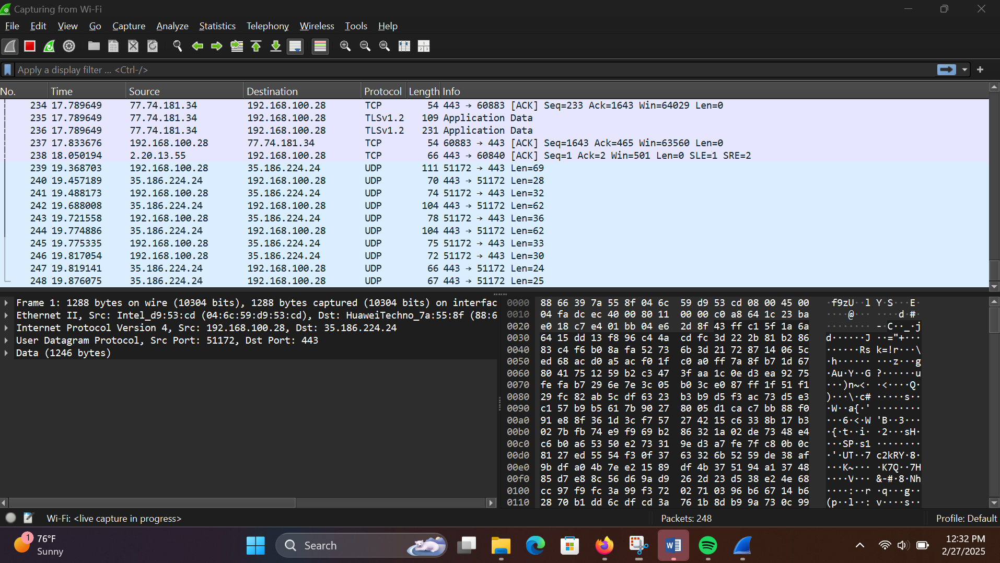 Capturing from Wi-Fi
File Edit View Go Capture Analyze Statistics Telephony Wireless Tools Help
Apply a display filter ... <Ctrl-/>
No. Time Source Destination Protocol Length Info
234 17.789649 77.74.181.34 192.168.100.28 TCP 54 443 → 60883 [ACK] Seq=233 Ack=1643 Win=64029 Len=0
235 17.789649 77.74.181.34 192.168.100.28 TLSv1.2 109 Application Data
236 17.789649 77.74.181.34 192.168.100.28 TLSv1.2 231 Application Data
237 17.833676 192.168.100.28 77.74.181.34 TCP 54 60883 → 443 [ACK] Seq=1643 Ack=465 Win=63560 Len=0
238 18.050194 2.20.13.55 192.168.100.28 TCP 66 443 → 60840 [ACK] Seq=1 Ack=2 Win=501 Len=0 SLE=1 SRE=2
239 19.368703 192.168.100.28 35.186.224.24 UDP 111 51172 → 443 Len=69
240 19.457189 35.186.224.24 192.168.100.28 UDP 70 443 → 51172 Len=28
241 19.488173 192.168.100.28 35.186.224.24 UDP 74 51172 → 443 Len=32
242 19.688008 35.186.224.24 192.168.100.28 UDP 104 443 → 51172 Len=62
243 19.721558 192.168.100.28 35.186.224.24 UDP 78 51172 → 443 Len=36
244 19.774886 35.186.224.24 192.168.100.28 UDP 104 443 → 51172 Len=62
245 19.775335 192.168.100.28 35.186.224.24 UDP 75 51172 → 443 Len=33
246 19.817054 192.168.100.28 35.186.224.24 UDP 72 51172 → 443 Len=30
247 19.819141 35.186.224.24 192.168.100.28 UDP 66 443 → 51172 Len=24
248 19.876075 35.186.224.24 192.168.100.28 UDP 67 443 → 51172 Len=25
Frame 1: 1288 bytes on wire (10304 bits), 1288 bytes captured (10304 bits) on interfac
Ethernet II, Src: Intel_d9:53:cd (04:6c:59:d9:53:cd), Dst: HuaweiTechno_7a:55:8f (88:6
Internet Protocol Version 4, Src: 192.168.100.28, Dst: 35.186.224.24
User Datagram Protocol, Src Port: 51172, Dst Port: 443
Data (1246 bytes)
0000 88 66 39 7a 55 8f 04 6c 59 d9 53 cd 08 00 45 00 ·f9zU··l Y·S···E·
0010 04 fa dc ec 40 00 80 11 00 00 c0 a8 64 1c 23 ba ····@··· ····d·#·
0020 e0 18 c7 e4 01 bb 04 e6 2d 8f 43 ff c1 5f 1a 6a ········ -·C··_·j
0030 64 15 dd 13 f8 96 c4 4a cd fc 3d 22 2b 81 b2 86 d······J ··="+···
0040 83 c4 f6 b0 8a fa 52 73 6b 3d 21 72 87 14 06 5c ······Rs k=!r···\
0050 ed 68 ac d0 a5 ac f0 1f c0 a0 ff 7a 8f b7 1d 67 ·h······ ···z···g
0060 80 41 75 12 59 b2 c3 47 3f aa 1c 0e d3 ea 92 75 ·Au·Y··G ?······u
0070 fe fa b7 29 6e 7e 3c 05 b0 3c e0 87 ff 1f 51 f1 ···)n~<· ·<····Q·
0080 29 fc 82 ab 5c df 63 23 b3 b9 d5 f3 ac 73 d5 e3 )···\·c# ·····s··
0090 c1 57 b9 b5 61 7b 90 27 80 05 d1 ca c7 bb 88 f0 ·W··a{·' ········
00a0 91 e8 8f 36 1d 3c f7 57 27 42 15 c6 33 8b 17 b3 ···6·<·W 'B··3···
00b0 02 7b fb 74 e9 f9 69 b2 86 32 1a 02 de 73 48 e4 ·{·t··i· ·2···sH·
00c0 c6 b0 a6 53 50 e2 73 31 9e d3 a7 fe 7f c8 0b 0c ···SP·s1 ········
00d0 81 27 ed 55 54 f3 0f 37 63 32 6b 52 59 de 38 af ·'·UT··7 c2kRY·8·
00e0 9b df a0 4b 7e e2 15 89 df 4b 37 51 94 a1 37 48 ···K~··· ·K7Q··7H
00f0 85 d7 e8 8c 56 d6 9a d9 26 2d 23 d5 38 e2 4e 68 ····V··· &-#·8·Nh
0100 cc 97 f9 fc 3a 99 f3 72 02 71 03 96 b6 67 14 b6 ····:··r ·q···g··
0110 28 70 b1 dd 6c df cd 3a 76 1b 8d b9 9a 73 0c 99 (p··l··: v····s··
Wi-Fi: <live capture in progress> Packets: 248 Profile: Default
1 76°F
Sunny
Search
12:32 PM
2/27/2025